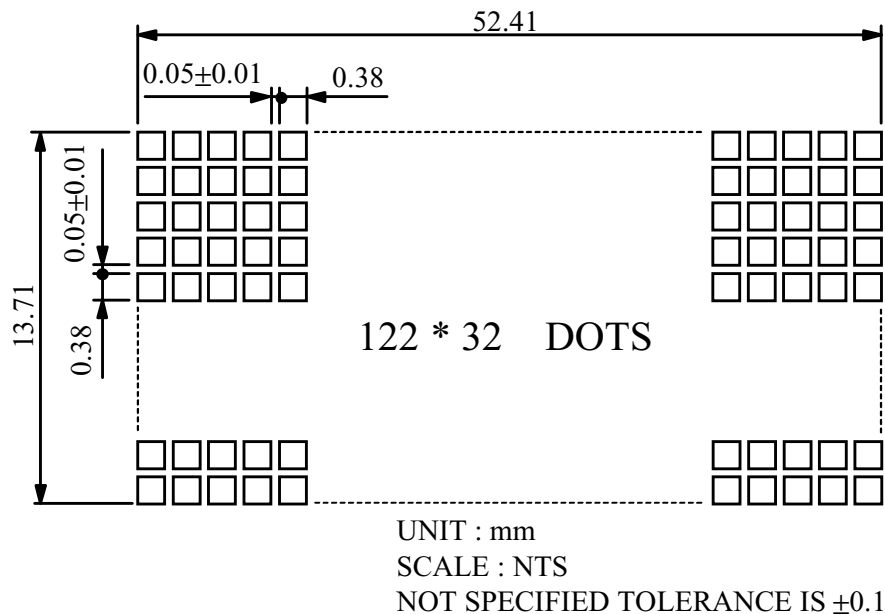 52.41
0.05±0.01
0.38
0.05±0.01
13.71
0.38
122 * 32 DOTS
UNIT : mm
SCALE : NTS
NOT SPECIFIED TOLERANCE IS ±0.1